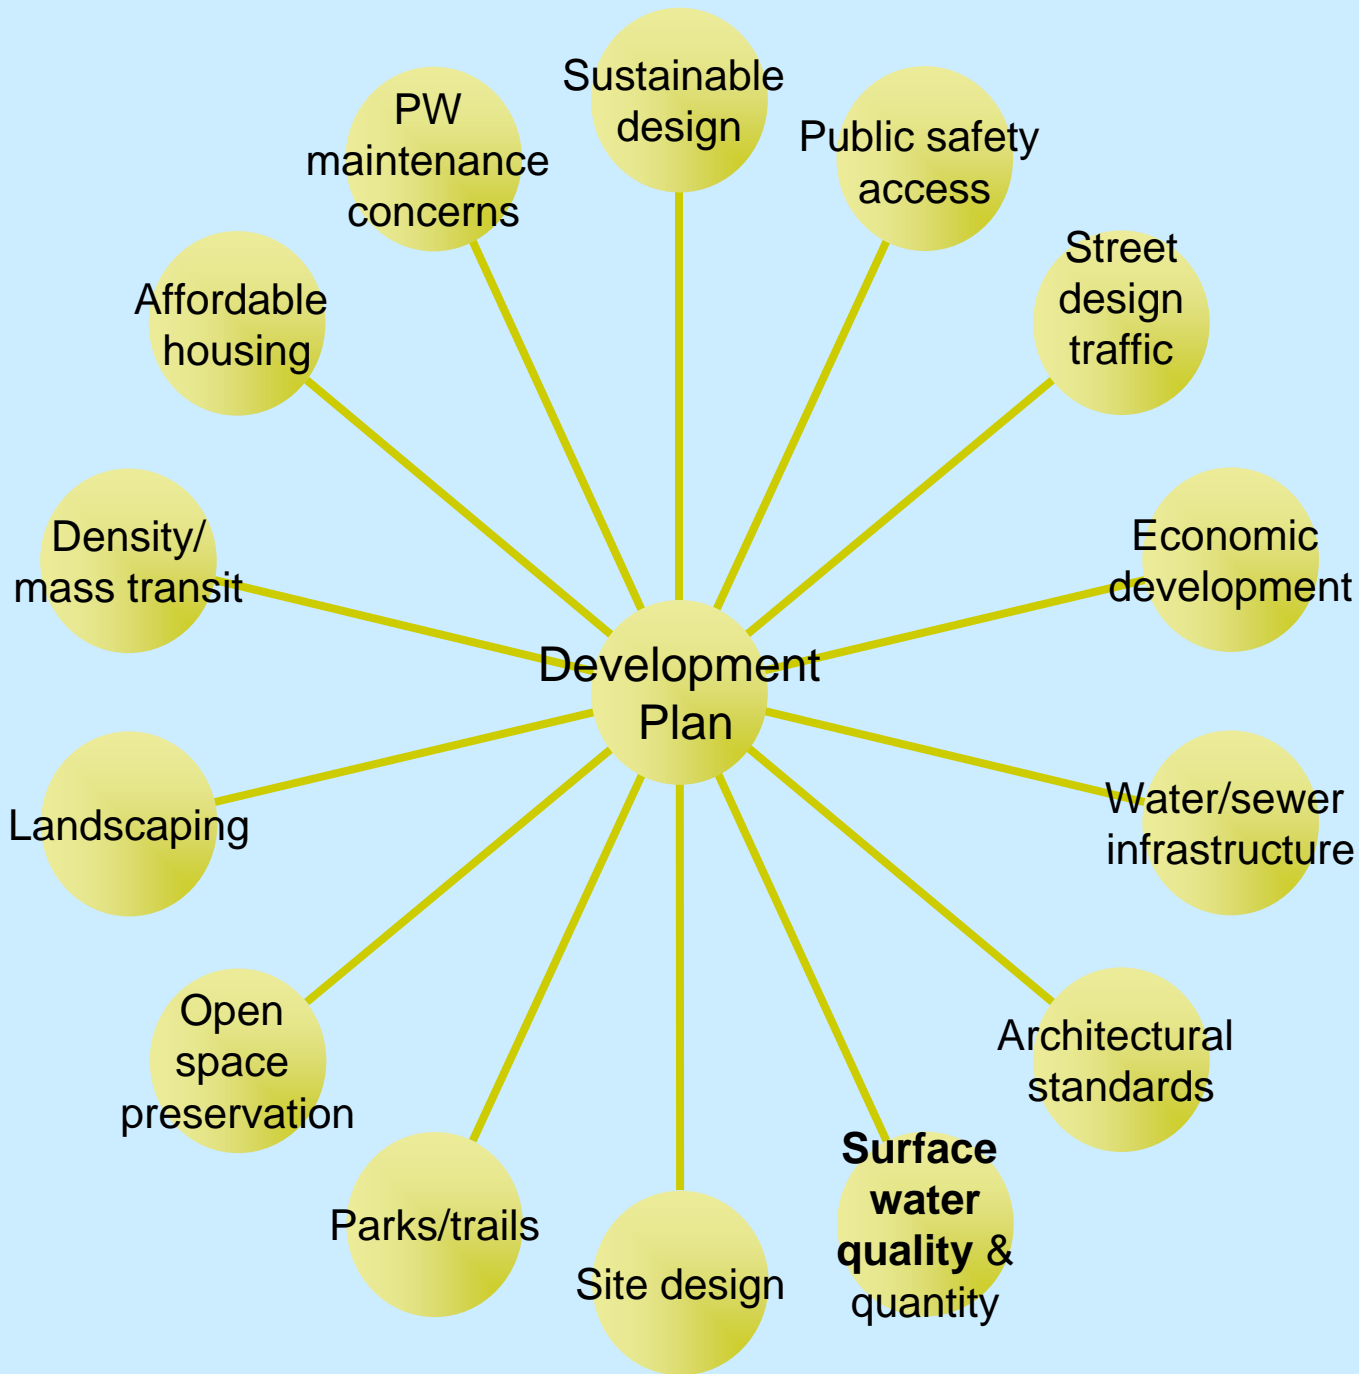 Sustainable
design
Public safety
access
Street
design
traffic
Economic
development
Water/sewer
infrastructure
Architectural
standards
Surface
water
quality &
quantity
Site design
Parks/trails
Open
space
preservation
Landscaping
Density/
mass transit
Affordable
housing
PW
maintenance
concerns
Development
Plan